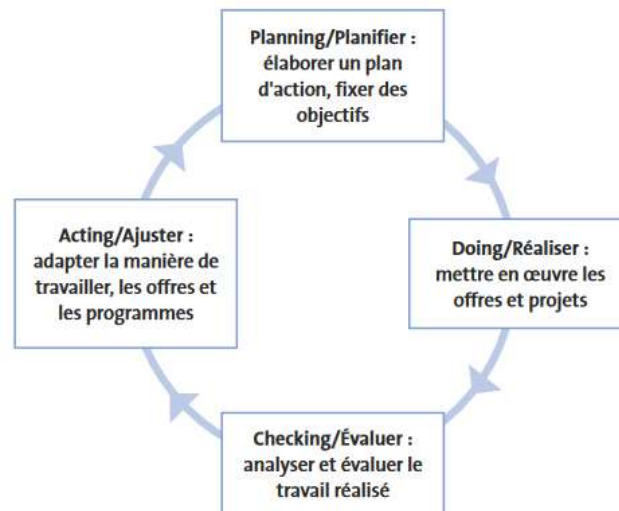 Planning/Planifier :
élaborer un plan
d'action, fixer des
objectifs
Doing/Réaliser :
mettre en œuvre les
offres et projets
Checking/Évaluer :
analyser et évaluer le
travail réalisé
Acting/Ajuster :
adapter la manière de
travailler, les offres et
les programmes